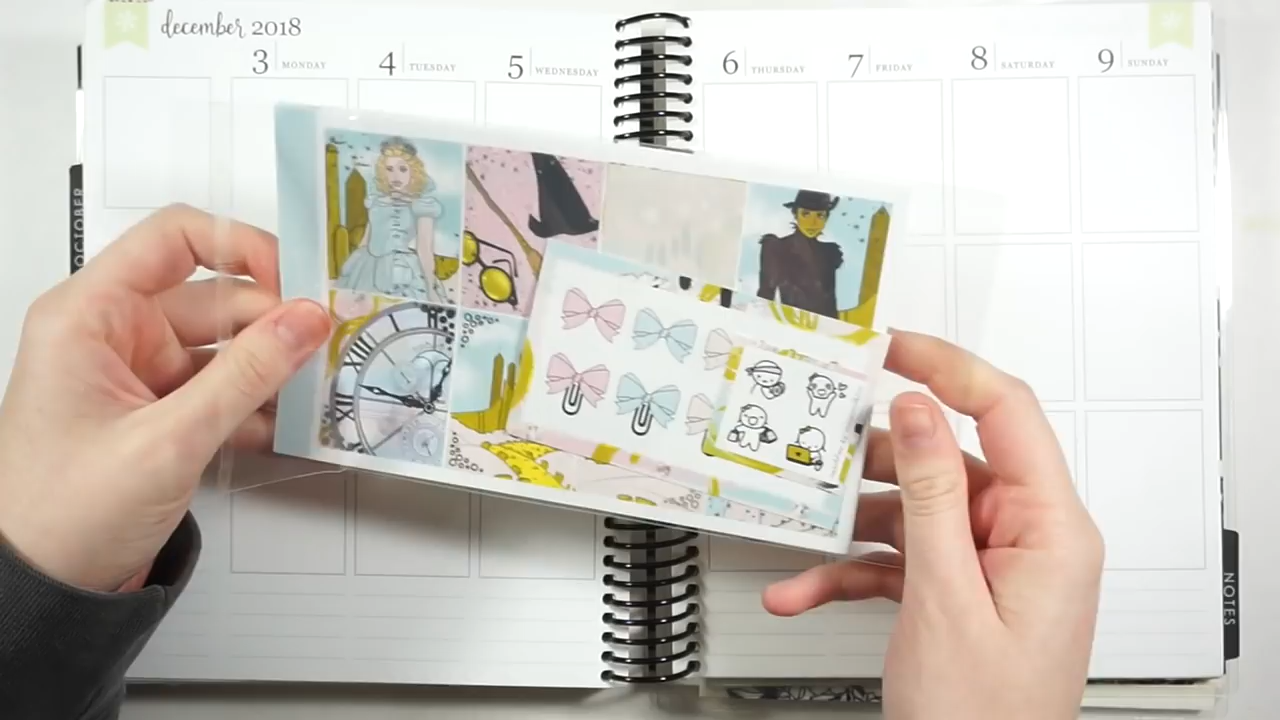 december 2018
3 MONDAY
4 TUESDAY
5 WEDNESDAY
6 THURSDAY
7 FRIDAY
8 SATURDAY
9 SUNDAY
OCTOBER
NOTES